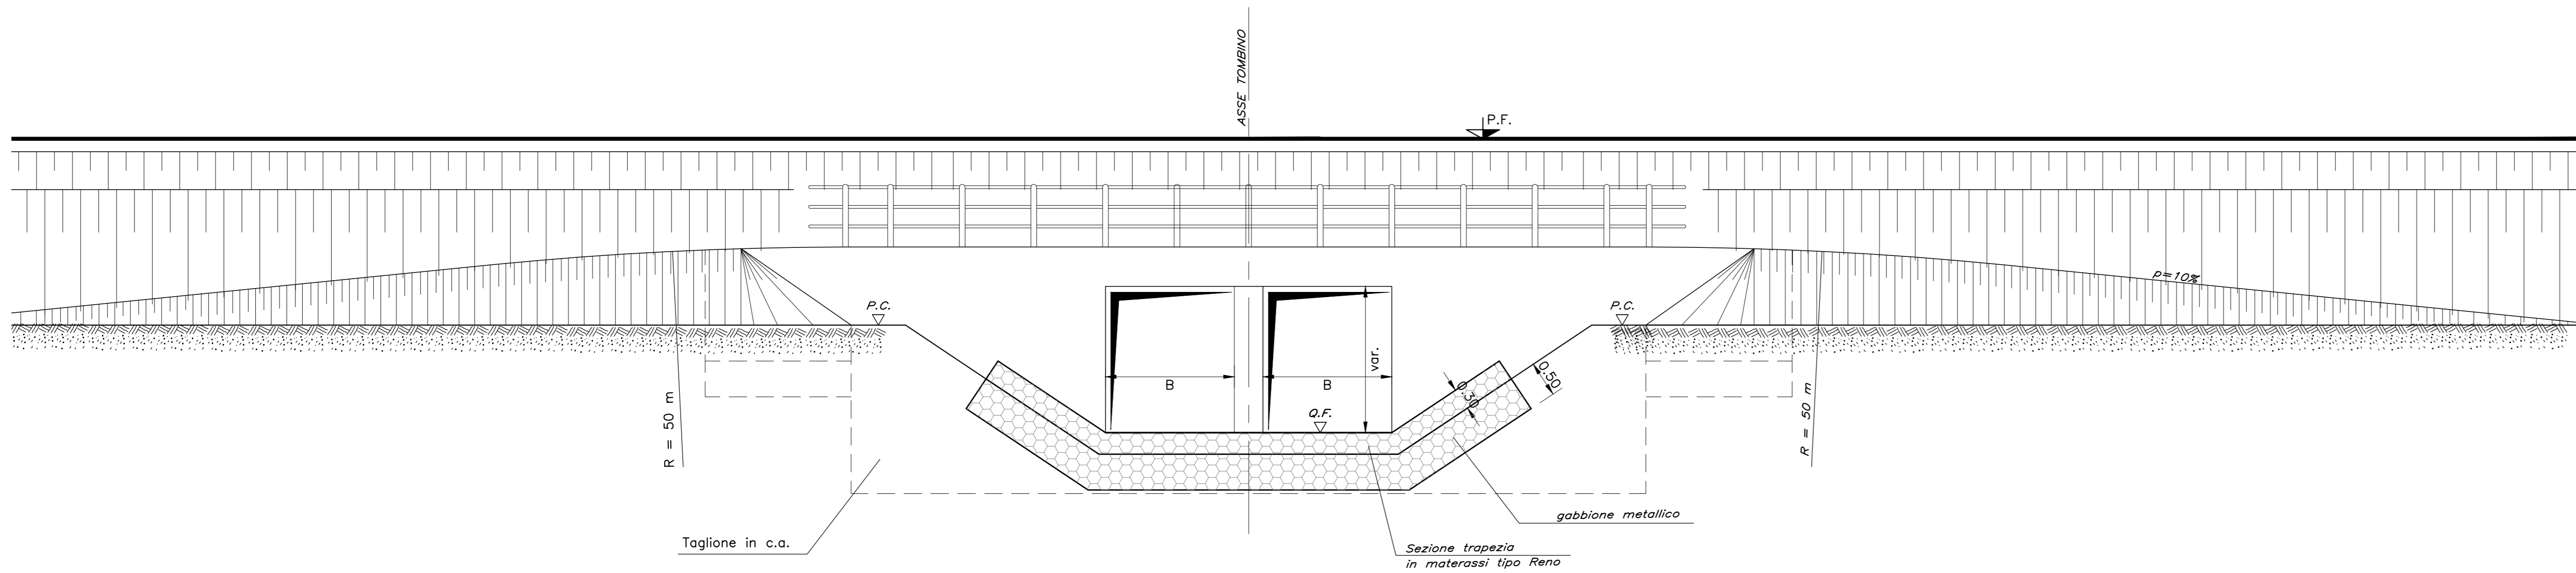 ASSE TOMBINO
P.F.
p=10%
P.C.
P.C.
var.
B
B
0.50
0.30
Q.F.
R = 50 m
R = 50 m
gabbione metallico
Taglione in c.a.
Sezione trapezia
in materassi tipo Reno